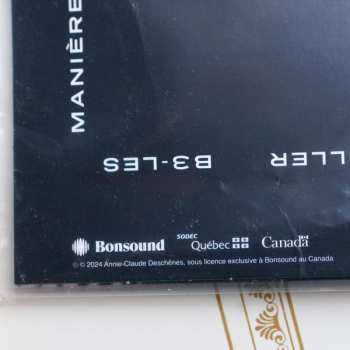 MANIÈRE
B3-LES
LLER
Bonsound
SODEC
Québec
Canada
℗ © 2024 Annie-Claude Deschênes, sous licence exclusive à Bonsound au Canada